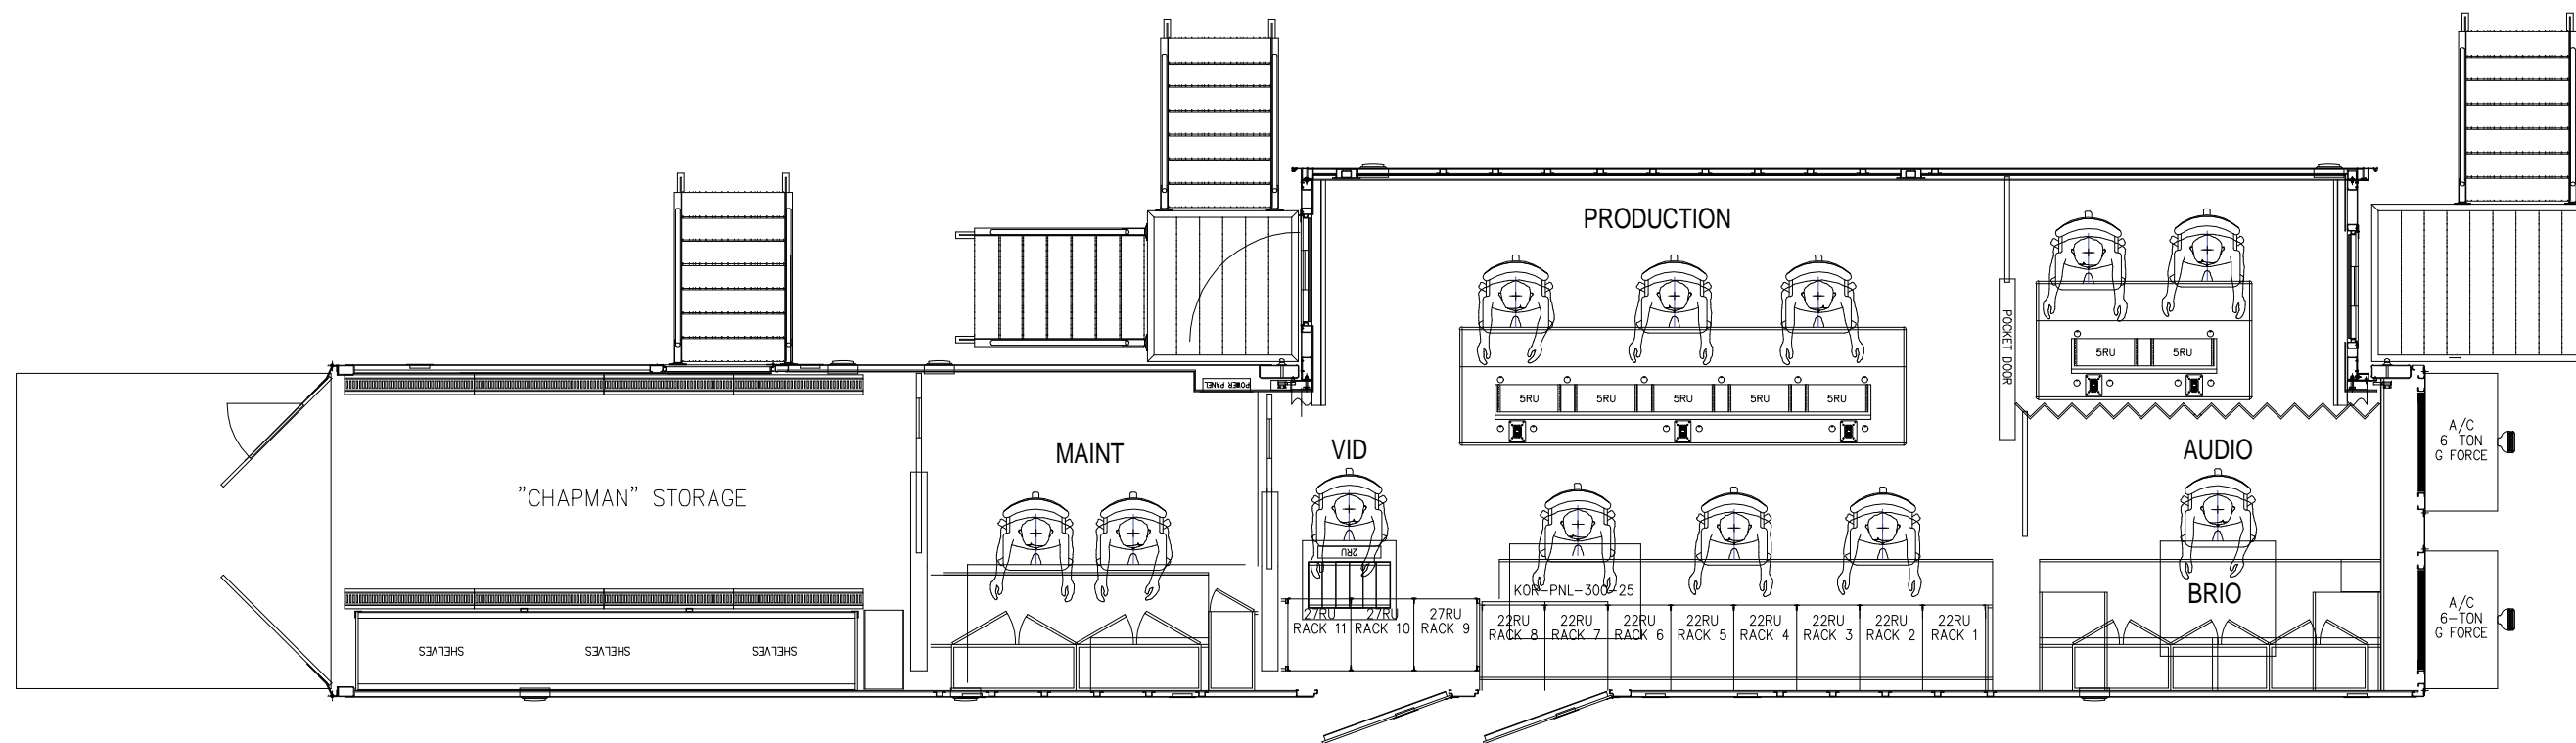 PRODUCTION
POCKET DOOR
5RU 5RU
5RU 5RU 5RU 5RU 5RU
POWER PANEL
MAINT
VID
AUDIO
A/C
6-TON
G FORCE
"CHAPMAN" STORAGE
2RU
KOR-PNL-300-25
BRIO
A/C
6-TON
G FORCE
27RU
RACK 11
27RU
RACK 10
27RU
RACK 9
22RU
RACK 8
22RU
RACK 7
22RU
RACK 6
22RU
RACK 5
22RU
RACK 4
22RU
RACK 3
22RU
RACK 2
22RU
RACK 1
SHELVES SHELVES SHELVES